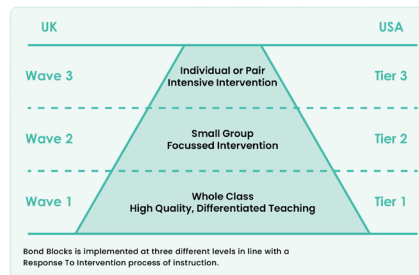 UK USA
Wave 3 Individual or Pair Tier 3
Intensive Intervention
Wave 2 Small Group Tier 2
Focussed Intervention
Wave 1 Whole Class Tier 1
High Quality, Differentiated Teaching
Bond Blocks is implemented at three different levels in line with a
Response To Intervention process of instruction.